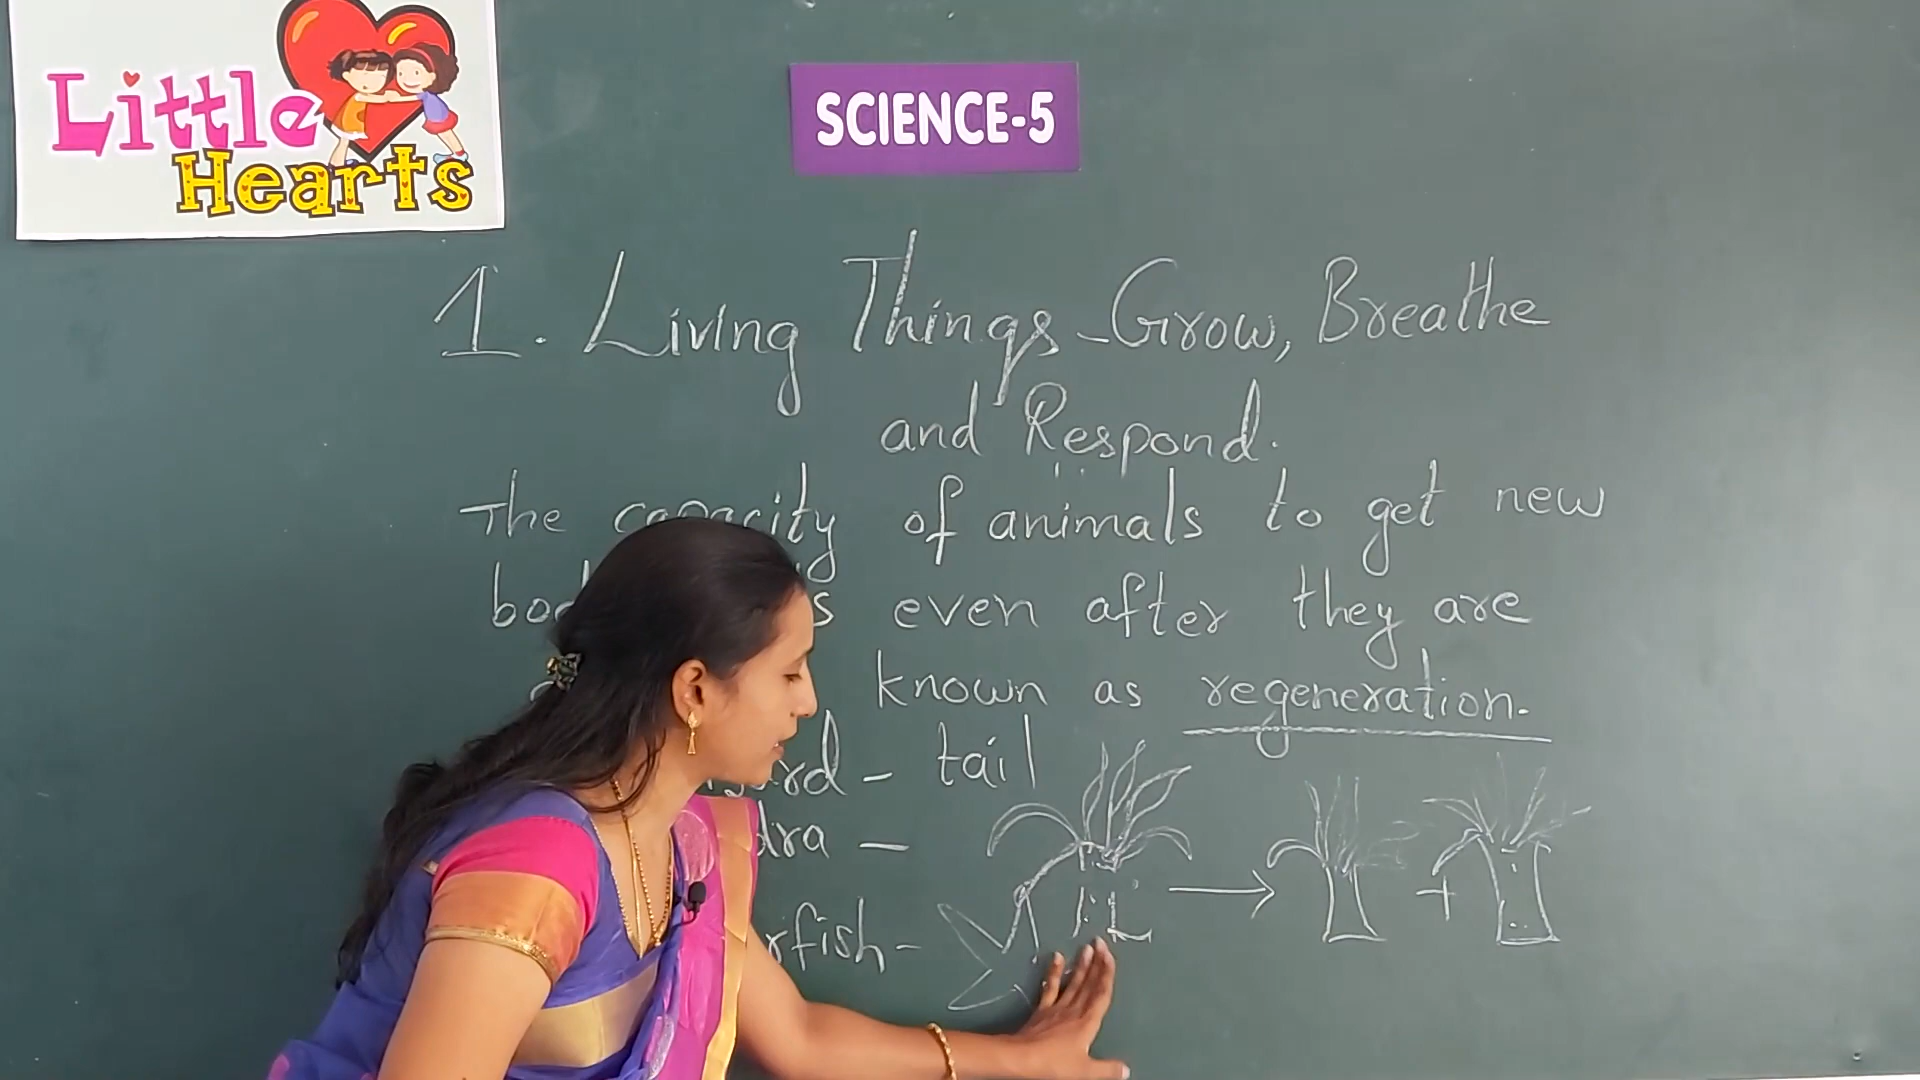 Little
Hearts
SCIENCE-5
1. Living Things-Grow, Breathe
and Respond.
The capacity of animals to get new
even after they are
known as regeneration.
- tail
-
-